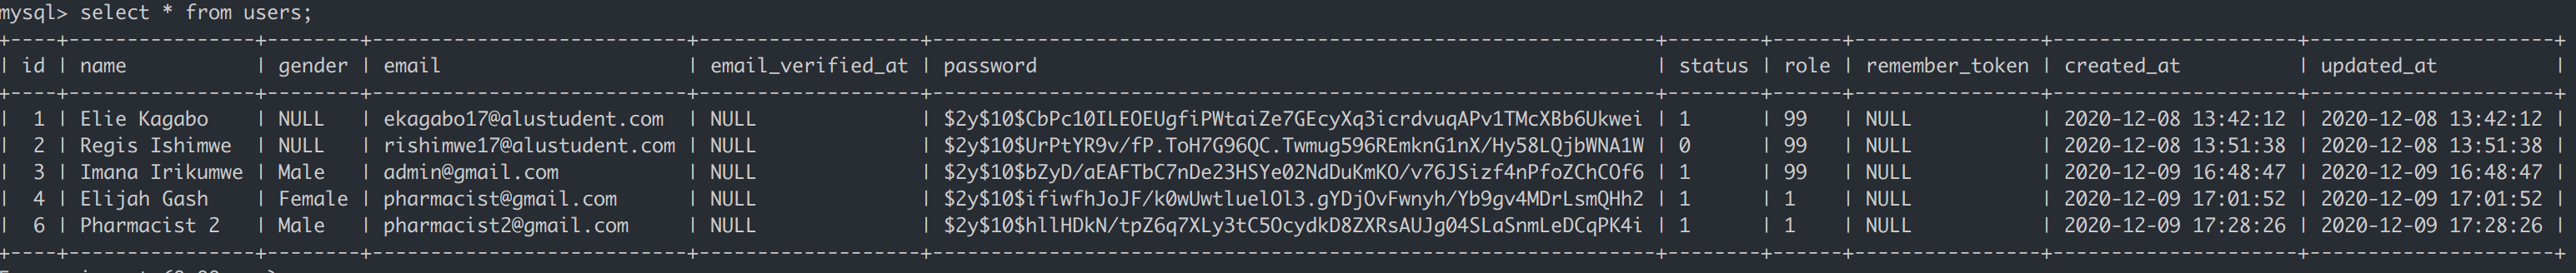 mysql> select * from users;
+----+----------------+--------+-------------------------+-------------------+--------------------------------------------------------------+--------+------+----------------+---------------------+---------------------+
| id | name | gender | email | email_verified_at | password | status | role | remember_token | created_at | updated_at |
+----+----------------+--------+-------------------------+-------------------+--------------------------------------------------------------+--------+------+----------------+---------------------+---------------------+
| 1 | Elie Kagabo | NULL | ekagabo17@alustudent.com | NULL | $2y$10$CbPc10ILEOEUgfiPWtaiZe7GEcyXq3icrdvuqAPv1TMcXBb6Ukwei | 1 | 99 | NULL | 2020-12-08 13:42:12 | 2020-12-08 13:42:12 |
| 2 | Regis Ishimwe | NULL | rishimwe17@alustudent.com | NULL | $2y$10$UrPtYR9v/fP.ToH7G96QC.Twmug596REmknG1nX/Hy58LQjbWNA1W | 0 | 99 | NULL | 2020-12-08 13:51:38 | 2020-12-08 13:51:38 |
| 3 | Imana Irikumwe | Male | admin@gmail.com | NULL | $2y$10$bZyD/aEAFTbC7nDe23HSYe02NdDuKmKO/v76JSizf4nPfoZChCOf6 | 1 | 99 | NULL | 2020-12-09 16:48:47 | 2020-12-09 16:48:47 |
| 4 | Elijah Gash | Female | pharmacist@gmail.com | NULL | $2y$10$ifiwfhJoJF/k0wUwtluelOl3.gYDjOvFwnyh/Yb9gv4MDrLsmQHh2 | 1 | 1 | NULL | 2020-12-09 17:01:52 | 2020-12-09 17:01:52 |
| 6 | Pharmacist 2 | Male | pharmacist2@gmail.com | NULL | $2y$10$hllHDkN/tpZ6q7XLy3tC5OcydkD8ZXRsAUJg04SLaSnmLeDCqPK4i | 1 | 1 | NULL | 2020-12-09 17:28:26 | 2020-12-09 17:28:26 |
+----+----------------+--------+-------------------------+-------------------+--------------------------------------------------------------+--------+------+----------------+---------------------+---------------------+